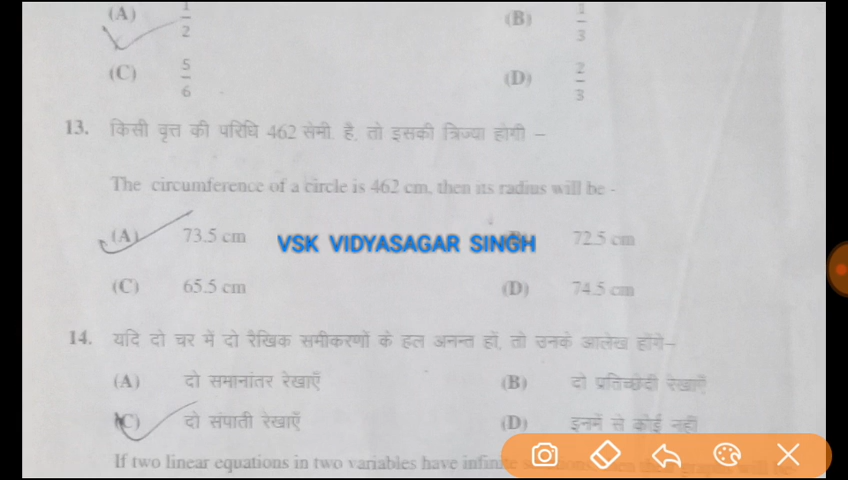 (A) 1/2 (B) 1/3
(C) 5/6 (D) 2/3
13. किसी वृत्त की परिधि 462 सेमी. है, तो इसकी त्रिज्या होगी –
The circumference of a circle is 462 cm, then its radius will be -
(A) 73.5 cm VSK VIDYASAGAR SINGH 72.5 cm
(C) 65.5 cm (D) 74.5 cm
14. यदि दो चर में दो रैखिक समीकरणों के हल अनन्त हों, तो उनके आलेख होंगे–
(A) दो समानांतर रेखाएँ (B) दो प्रतिच्छेदी रेखाएँ
(C) दो संपाती रेखाएँ (D) इनमें से कोई नहीं
If two linear equations in two variables have